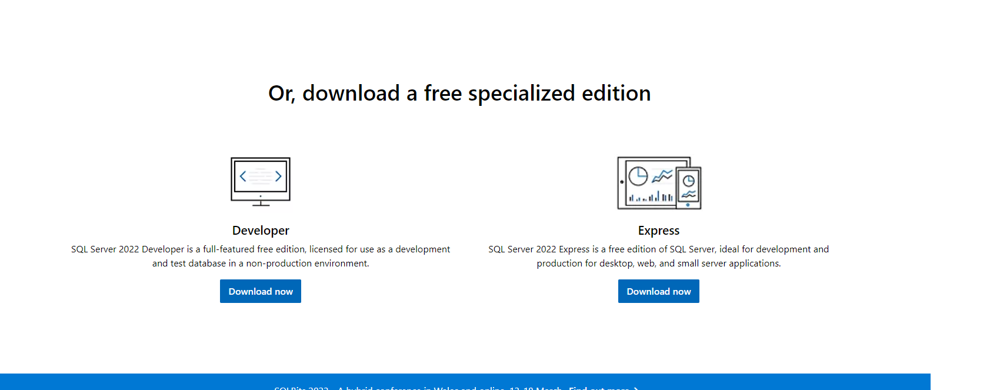 Or, download a free specialized edition
Developer
SQL Server 2022 Developer is a full-featured free edition, licensed for use as a development
and test database in a non-production environment.
Download now
Express
SQL Server 2022 Express is a free edition of SQL Server, ideal for development and
production for desktop, web, and small server applications.
Download now
A hybrid conference in Wales and online, 13-18 March Find out more